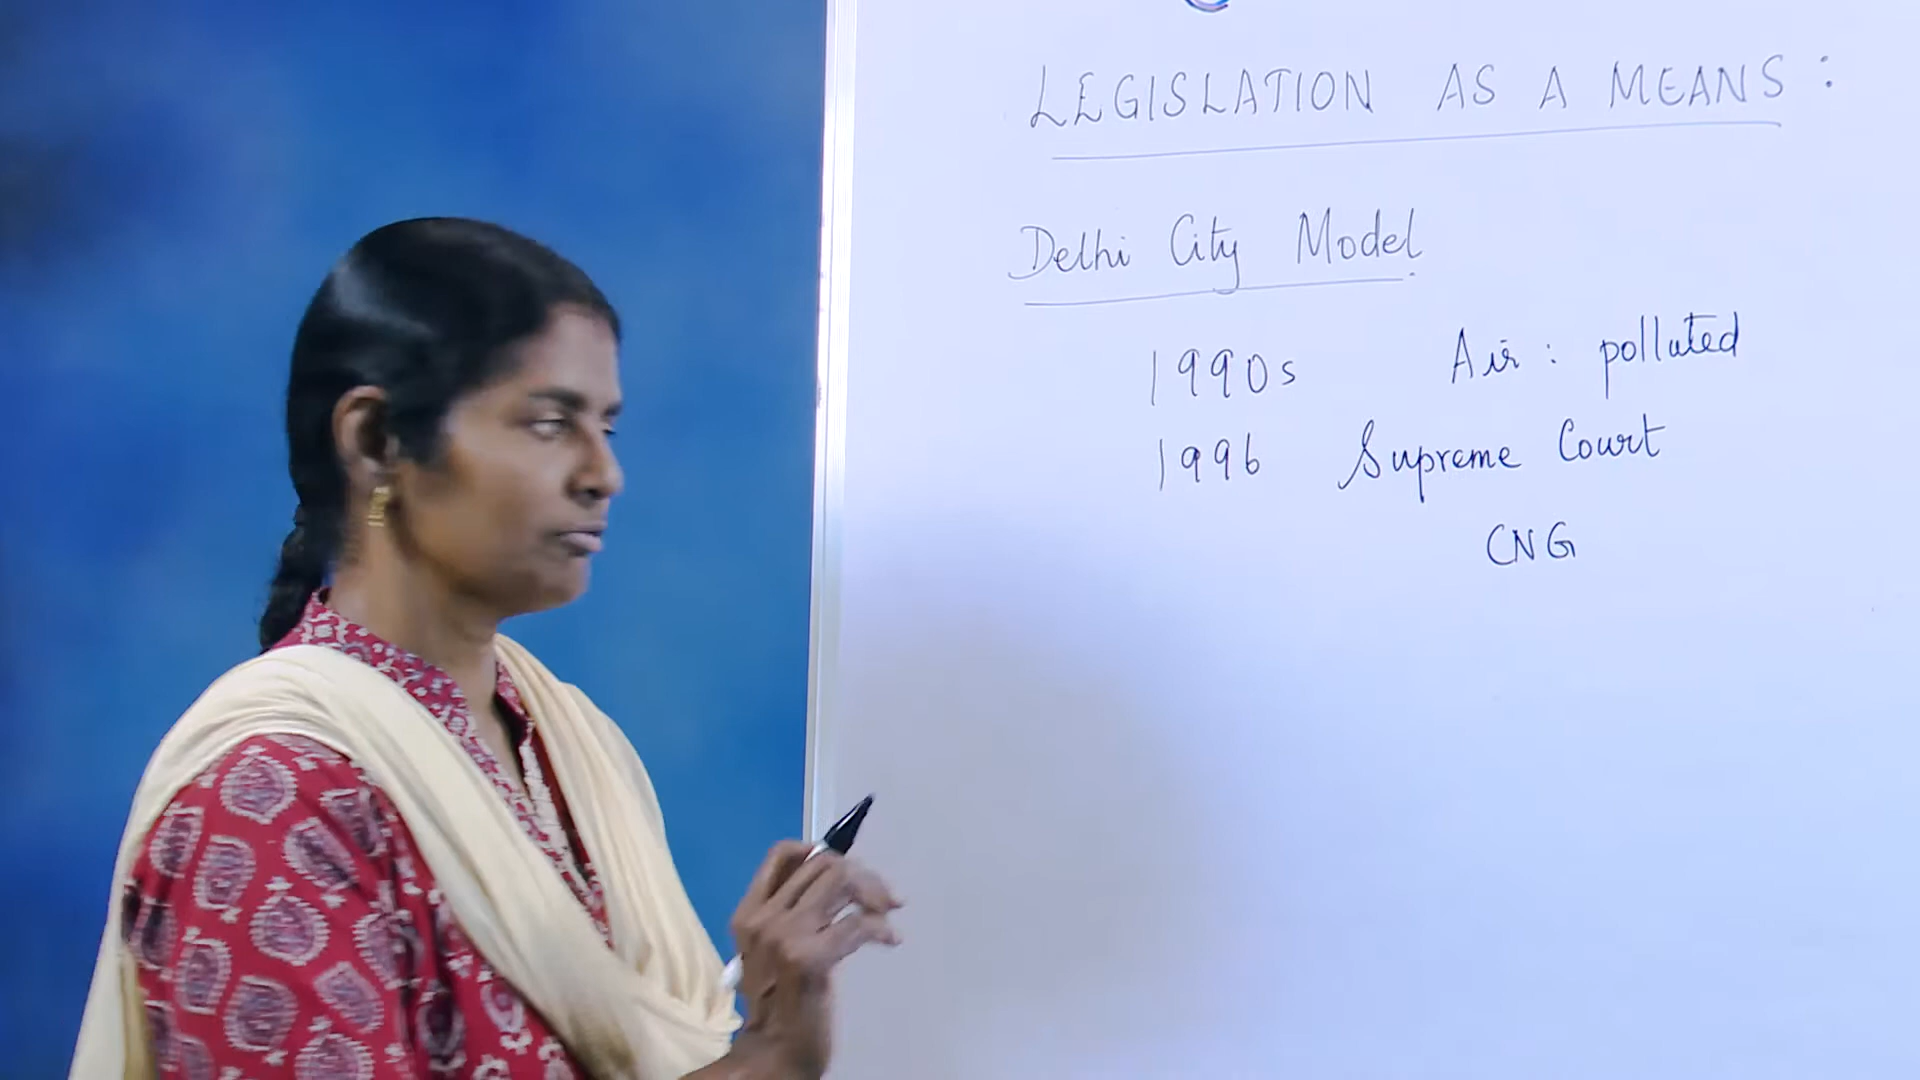 LEGISLATION AS A MEANS :
Delhi City Model
1990s Air : polluted
1996 Supreme Court
CNG